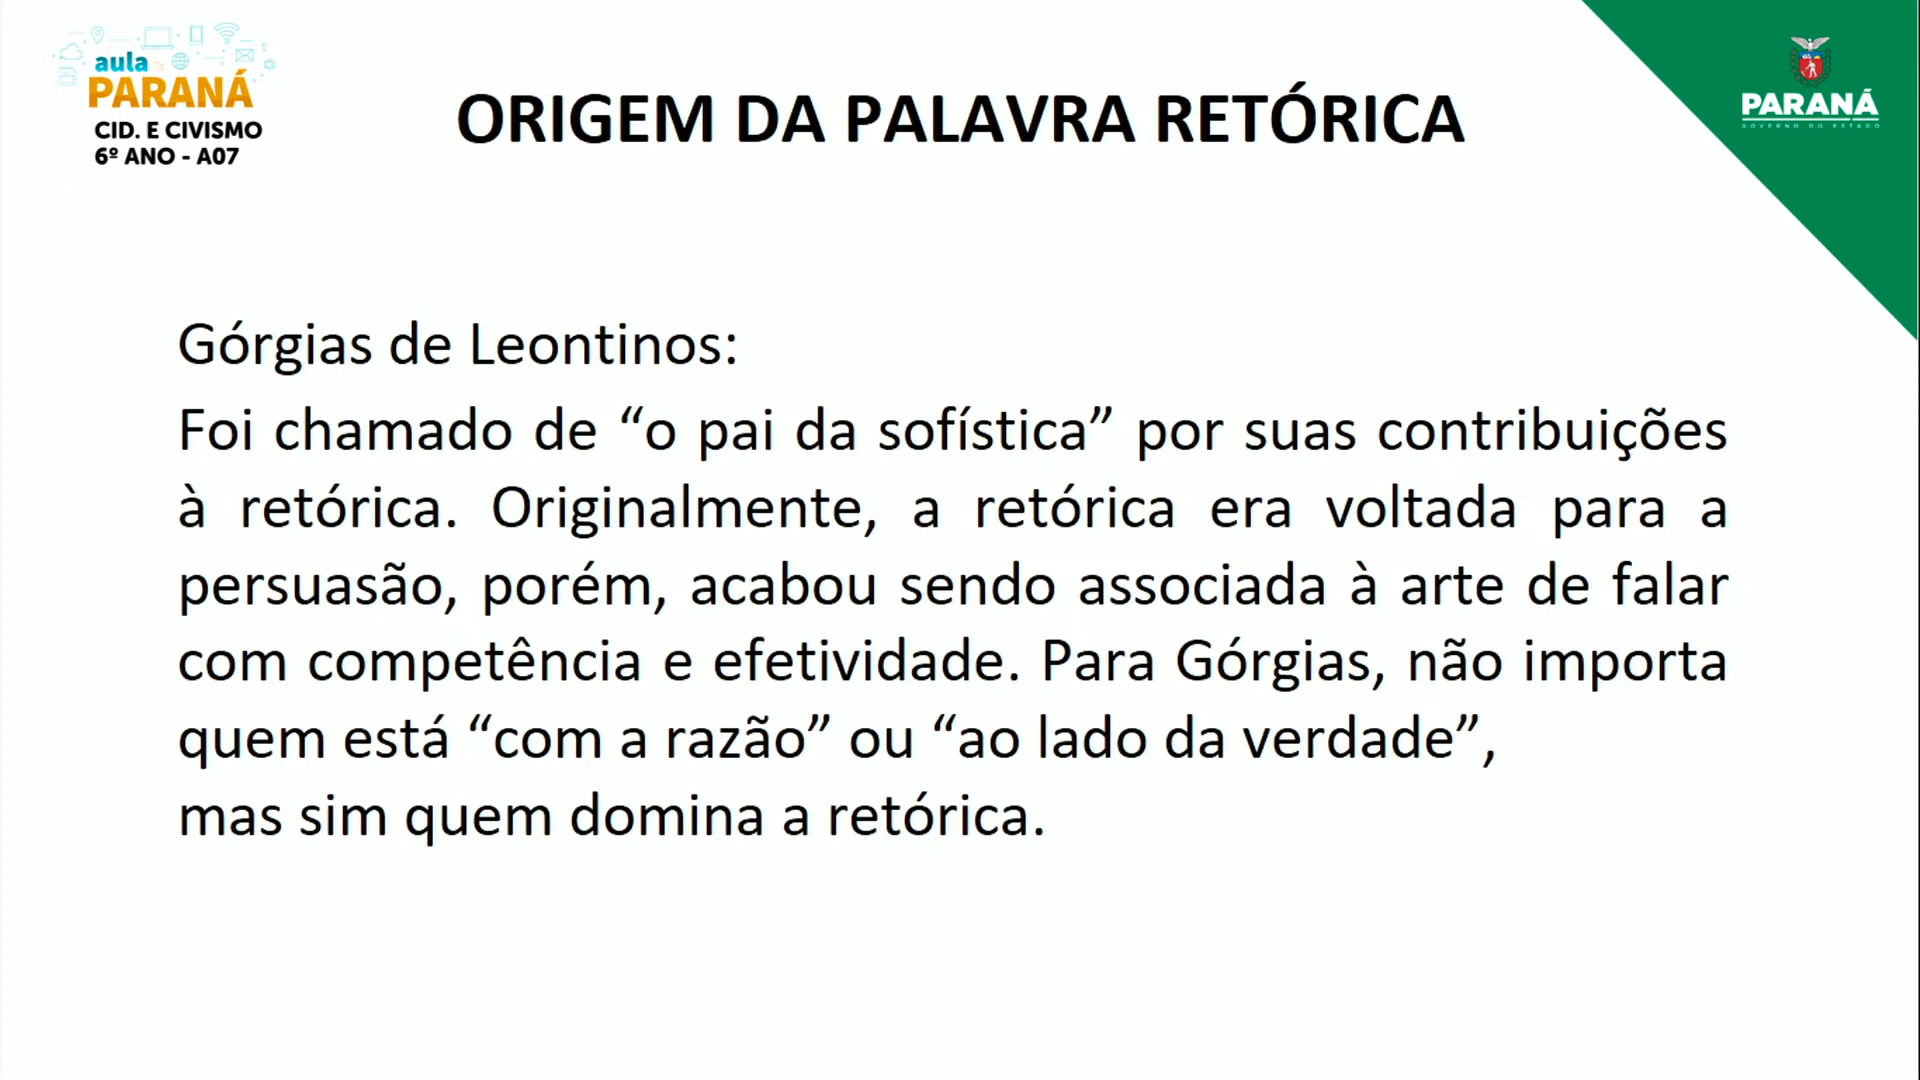 aula
PARANÁ
CID. E CIVISMO
6º ANO - A07
ORIGEM DA PALAVRA RETÓRICA
PARANÁ
GOVERNO DO ESTADO
Górgias de Leontinos:
Foi chamado de “o pai da sofística” por suas contribuições
à retórica. Originalmente, a retórica era voltada para a
persuasão, porém, acabou sendo associada à arte de falar
com competência e efetividade. Para Górgias, não importa
quem está “com a razão” ou “ao lado da verdade”,
mas sim quem domina a retórica.